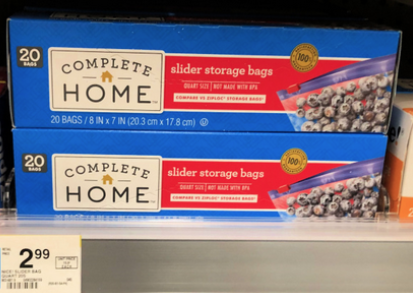 20
BAGS
COMPLETE
HOME
slider storage bags
QUART SIZE | NOT MADE WITH BPA
COMPARE TO ZIPLOC® STORAGE BAGS*
100%
20 BAGS / 8 IN x 7 IN (20.3 cm x 17.8 cm)
20
BAGS
COMPLETE
HOME
slider storage bags
QUART SIZE | NOT MADE WITH BPA
COMPARE TO ZIPLOC® STORAGE BAGS*
100%
2.99